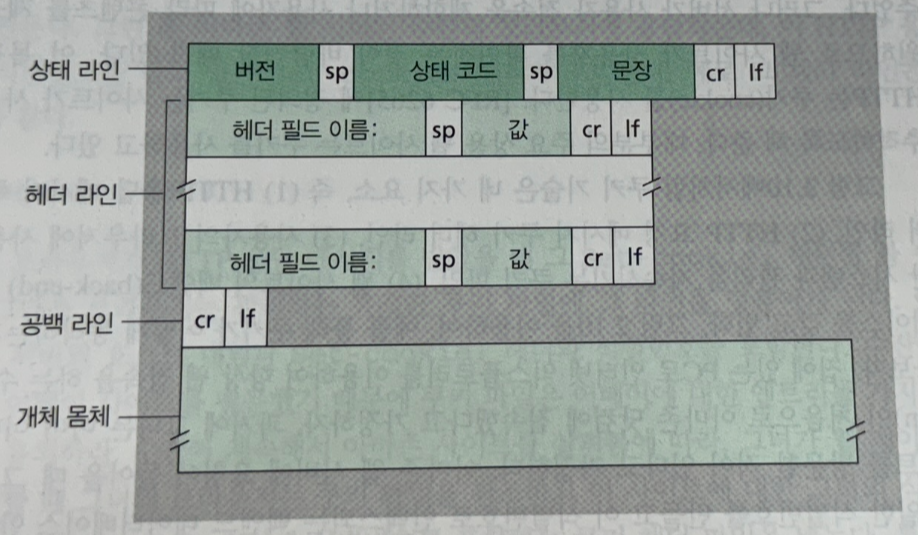 상태 라인 버전 sp 상태 코드 sp 문장 cr lf
헤더 필드 이름: sp 값 cr lf
헤더 라인
헤더 필드 이름: sp 값 cr lf
공백 라인 cr lf
개체 몸체